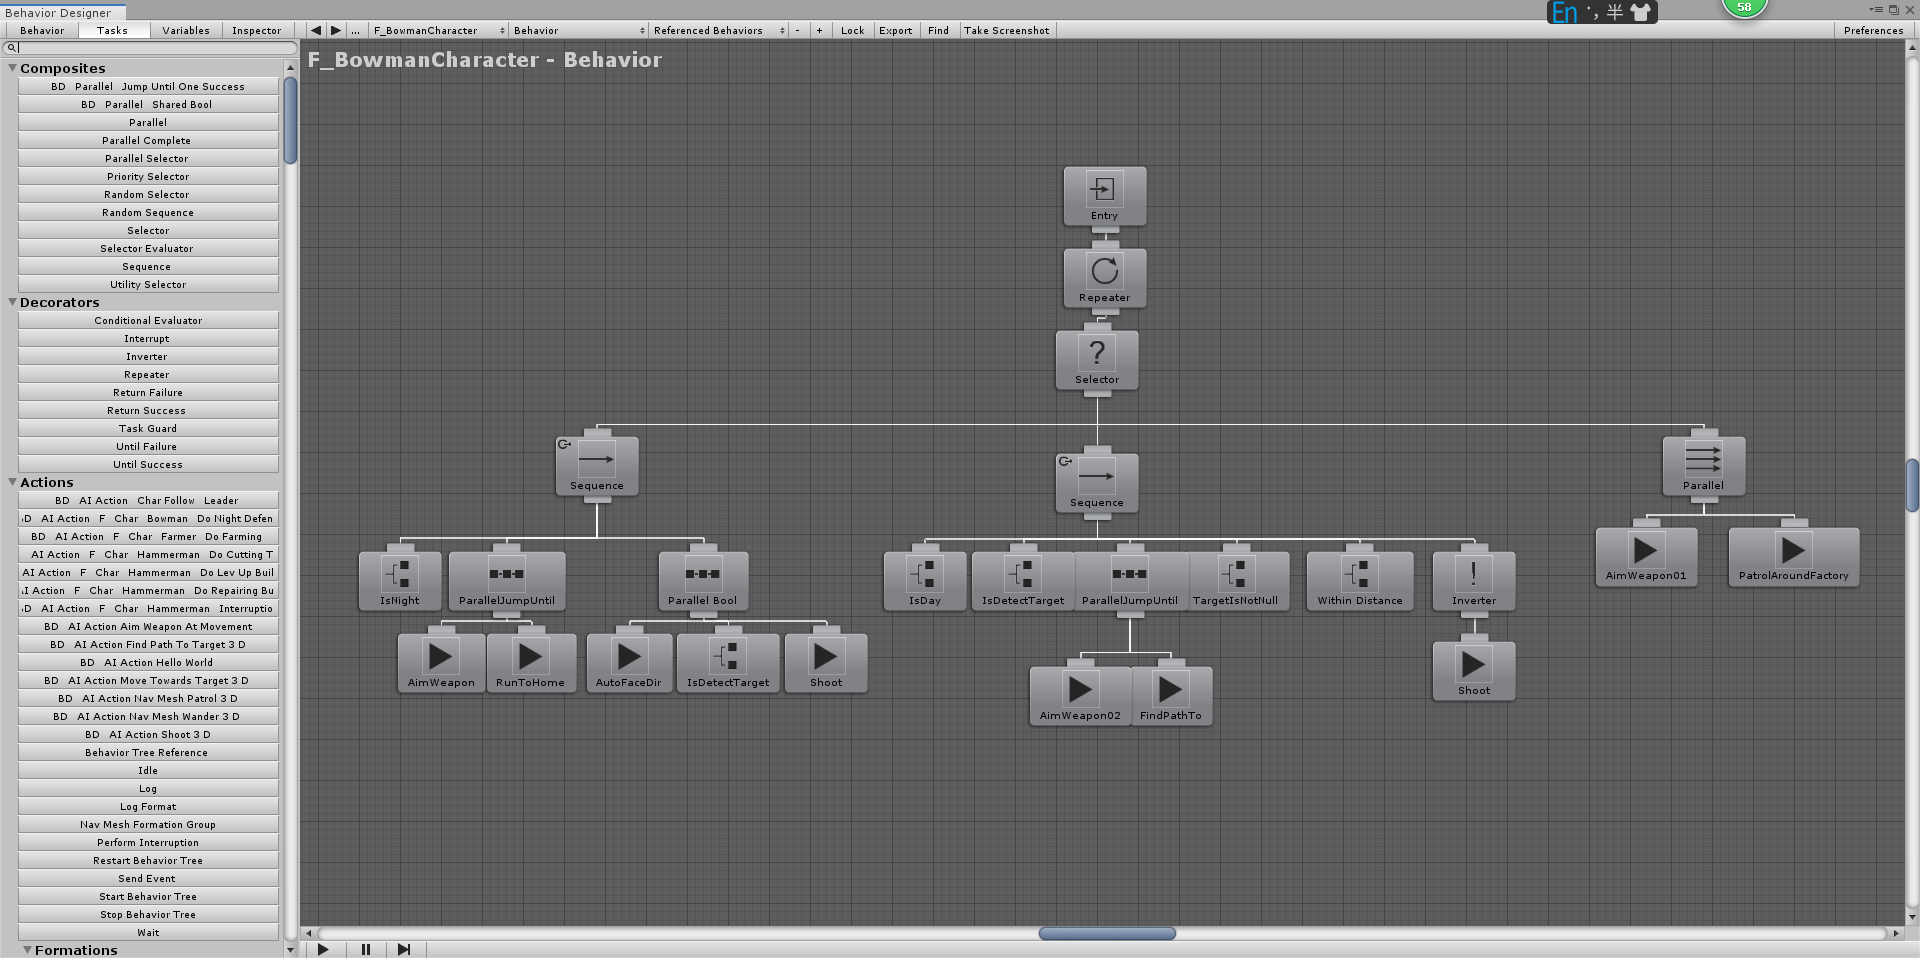 Behavior Designer
En ·, 半
58
Behavior Tasks Variables Inspector
... F_BowmanCharacter Behavior Referenced Behaviors - + Lock Export Find Take Screenshot Preferences
F_BowmanCharacter - Behavior
Composites
BD Parallel Jump Until One Success
BD Parallel Shared Bool
Parallel
Parallel Complete
Parallel Selector
Priority Selector
Random Selector
Random Sequence
Selector
Selector Evaluator
Sequence
Utility Selector
Decorators
Conditional Evaluator
Interrupt
Inverter
Repeater
Return Failure
Return Success
Task Guard
Until Failure
Until Success
Actions
BD AI Action Char Follow Leader
D AI Action F Char Bowman Do Night Defen
BD AI Action F Char Farmer Do Farming
AI Action F Char Hammerman Do Cutting T
AI Action F Char Hammerman Do Lev Up Buil
AI Action F Char Hammerman Do Repairing Bu
D AI Action F Char Hammerman Interruptio
BD AI Action Aim Weapon At Movement
BD AI Action Find Path To Target 3 D
BD AI Action Hello World
BD AI Action Move Towards Target 3 D
BD AI Action Nav Mesh Patrol 3 D
BD AI Action Nav Mesh Wander 3 D
BD AI Action Shoot 3 D
Behavior Tree Reference
Idle
Log
Log Format
Nav Mesh Formation Group
Perform Interruption
Restart Behavior Tree
Send Event
Start Behavior Tree
Stop Behavior Tree
Wait
Formations
Entry
Repeater
?
Selector
Sequence
Sequence
Parallel
IsNight
ParallelJumpUntil
Parallel Bool
IsDay
IsDetectTarget
ParallelJumpUntil
TargetIsNotNull
Within Distance
!
Inverter
AimWeapon01
PatrolAroundFactory
AimWeapon
RunToHome
AutoFaceDir
IsDetectTarget
Shoot
AimWeapon02
FindPathTo
Shoot